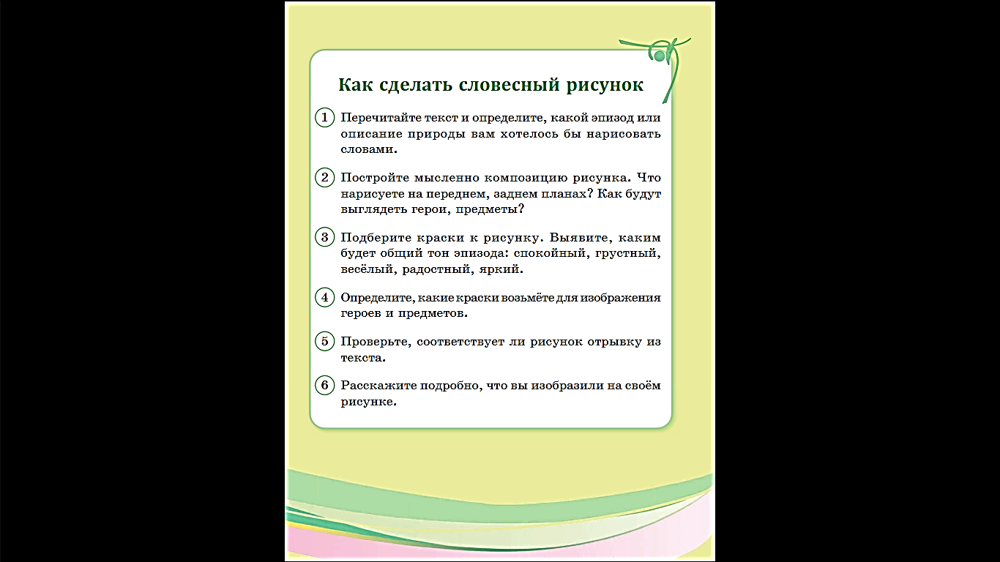 Как сделать словесный рисунок
1 Перечитайте текст и определите, какой эпизод или
описание природы вам хотелось бы нарисовать
словами.
2 Постройте мысленно композицию рисунка. Что
нарисуете на переднем, заднем планах? Как будут
выглядеть герои, предметы?
3 Подберите краски к рисунку. Выявите, каким
будет общий тон эпизода: спокойный, грустный,
весёлый, радостный, яркий.
4 Определите, какие краски возьмёте для изображения
героев и предметов.
5 Проверьте, соответствует ли рисунок отрывку из
текста.
6 Расскажите подробно, что вы изобразили на своём
рисунке.